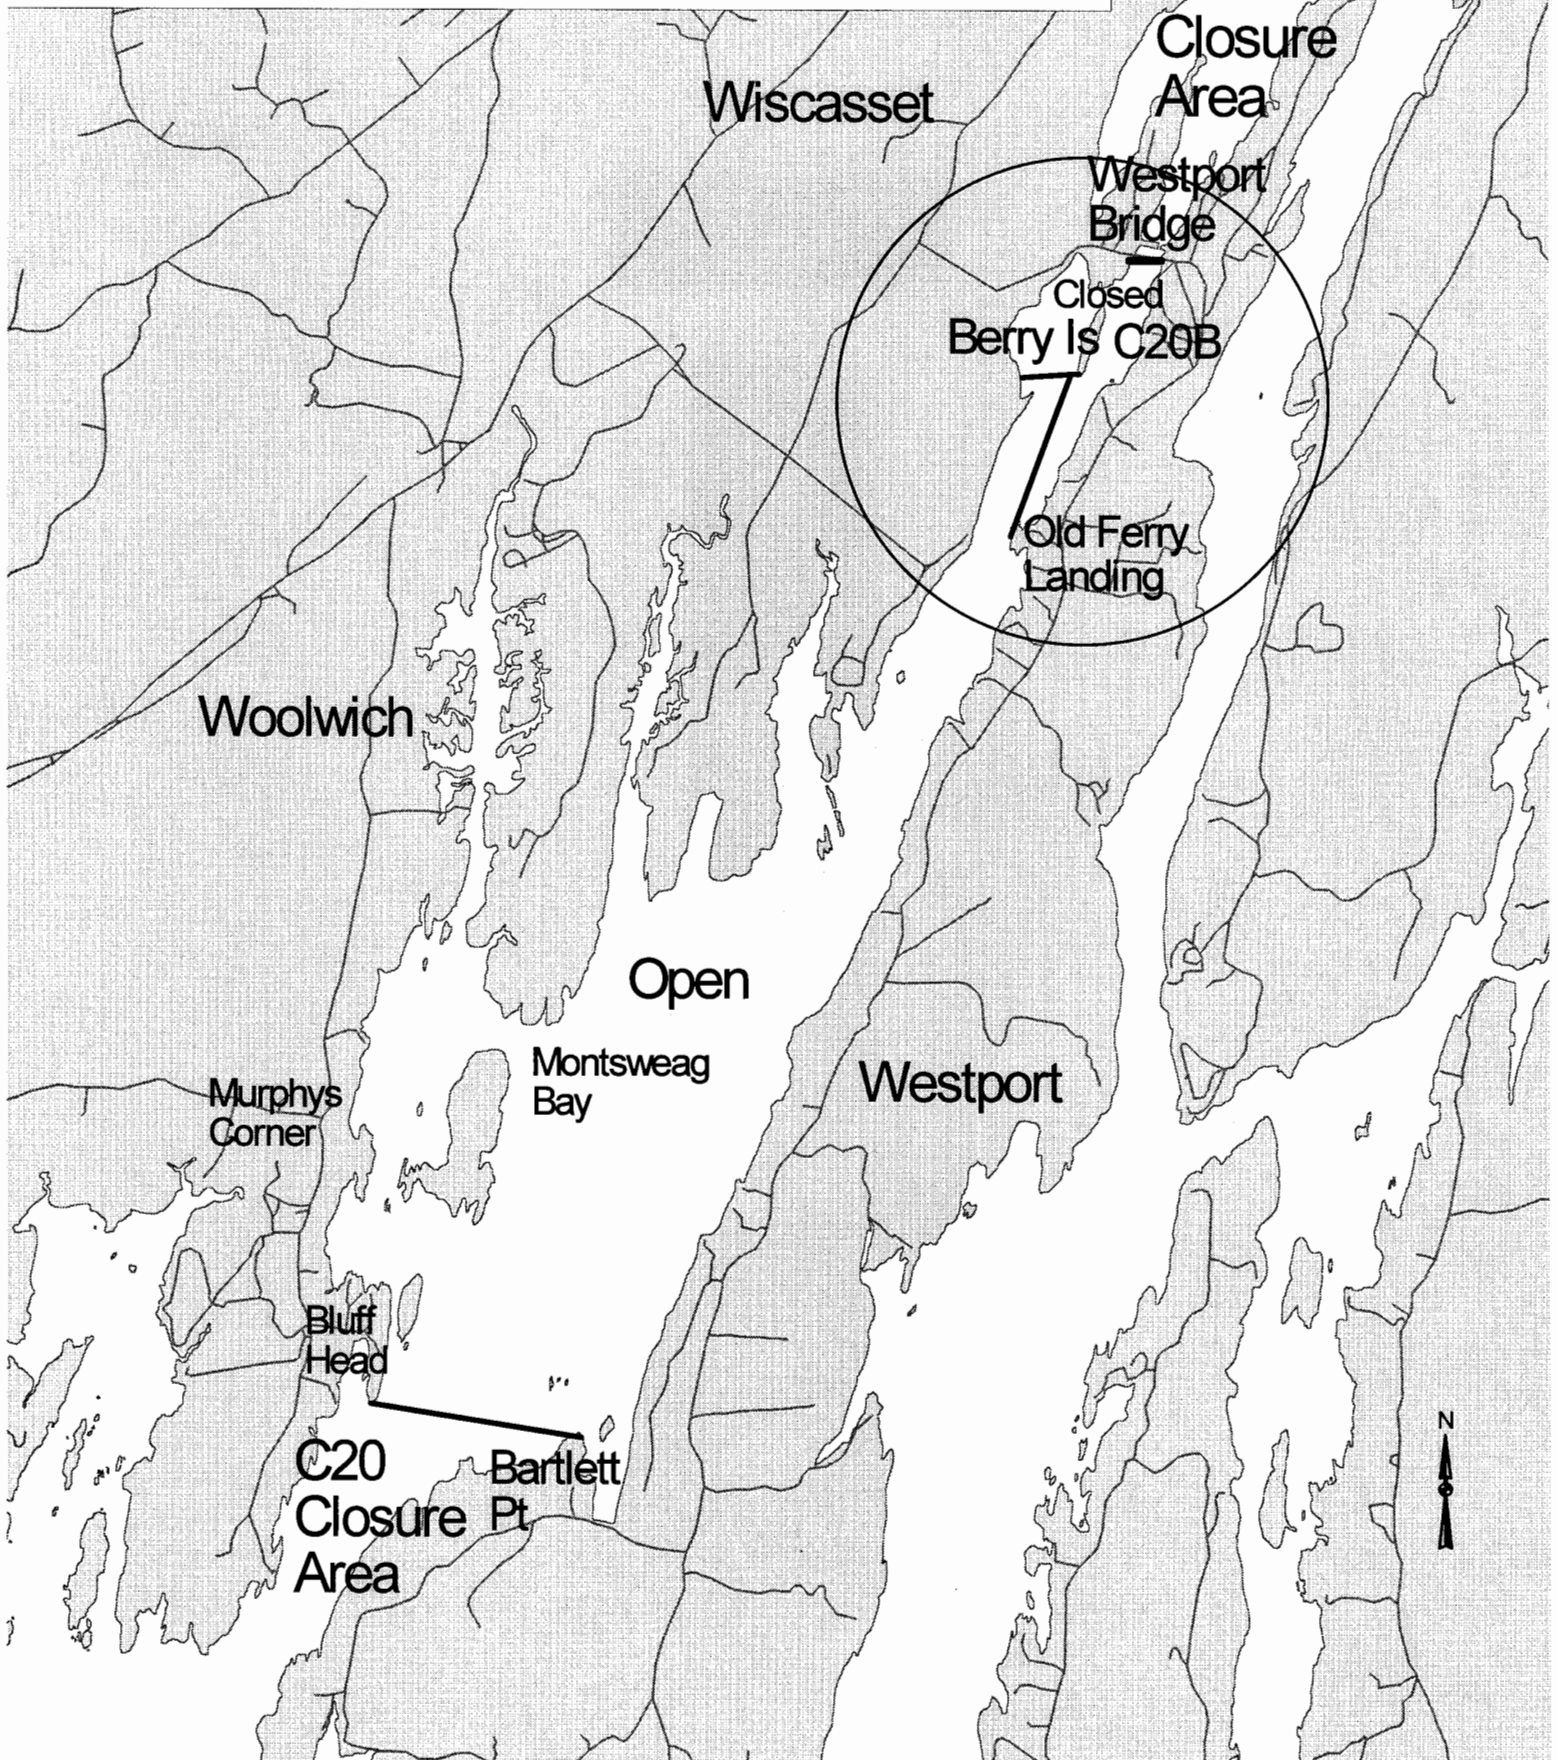 Closure
Area
Wiscasset
Westport
Bridge
Closed
Berry Is C20B
Old Ferry
Landing
Woolwich
Open
Montsweag
Bay
Westport
Murphys
Corner
Bluff
Head
N
C20
Closure
Area
Bartlett
Pt